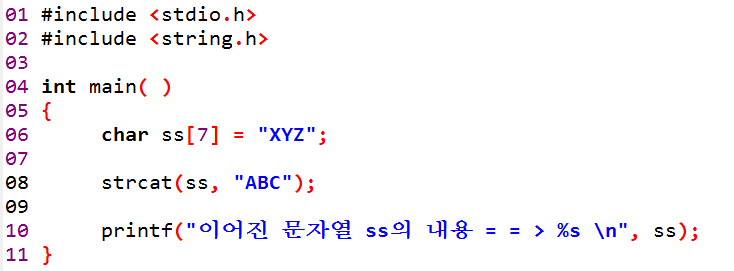 01 #include <stdio.h>
02 #include <string.h>
03
04 int main( )
05 {
06      char ss[7] = "XYZ";
07
08      strcat(ss, "ABC");
09
10      printf("이어진 문자열 ss의 내용 = = > %s \n", ss);
11 }